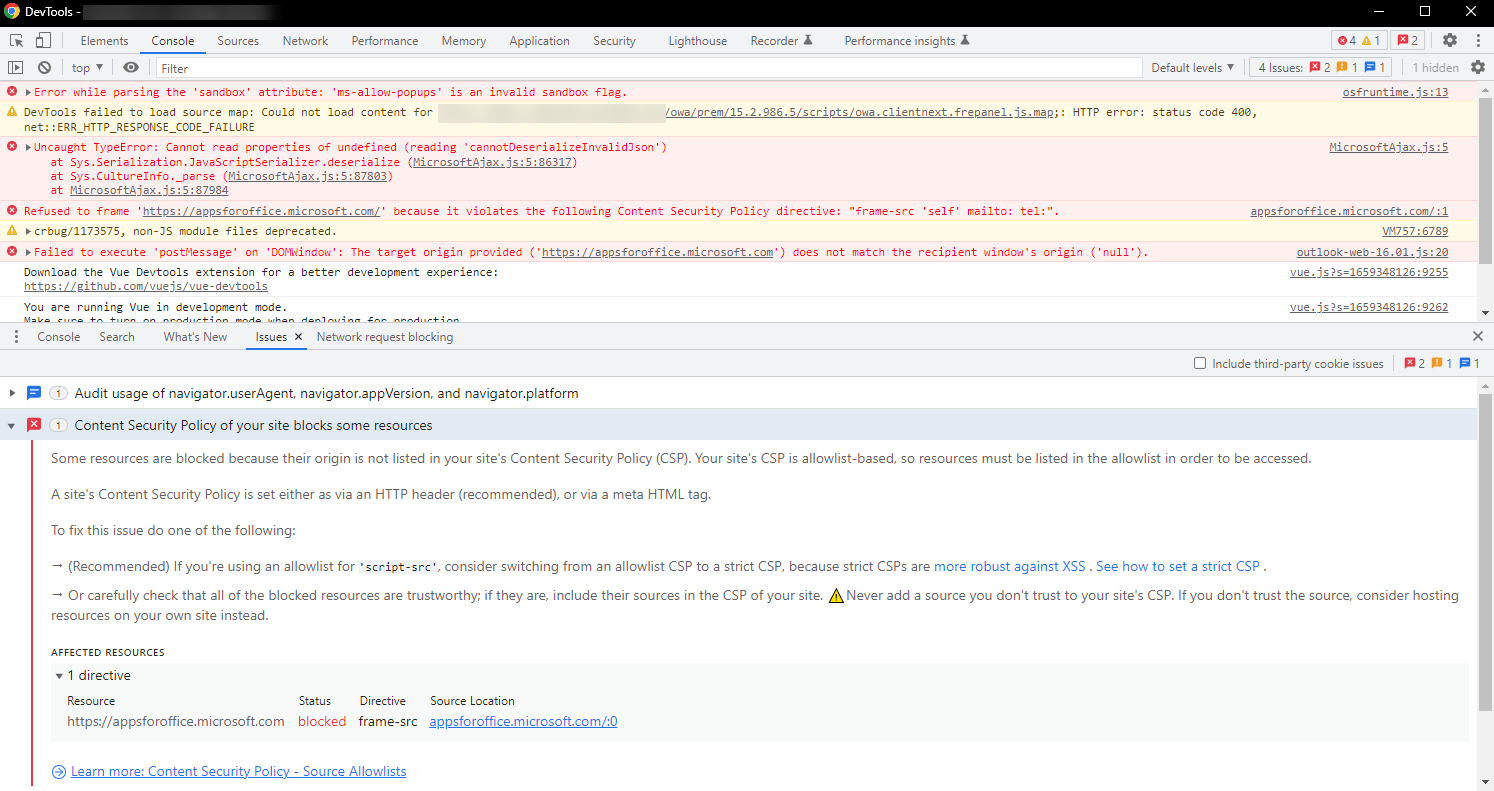 DevTools -
Elements Console Sources Network Performance Memory Application Security Lighthouse Recorder Performance insights 4 1 2
top ▼ Filter Default levels ▼ 4 Issues: 2 1 1 1 hidden
Error while parsing the 'sandbox' attribute: 'ms-allow-popups' is an invalid sandbox flag. osfruntime.js:13
DevTools failed to load source map: Could not load content for /owa/prem/15.2.986.5/scripts/owa.clientnext.frepanel.js.map;: HTTP error: status code 400,
net::ERR_HTTP_RESPONSE_CODE_FAILURE
Uncaught TypeError: Cannot read properties of undefined (reading 'cannotDeserializeInvalidJson') MicrosoftAjax.js:5
at Sys.Serialization.JavaScriptSerializer.deserialize (MicrosoftAjax.js:5:86317)
at Sys.CultureInfo._parse (MicrosoftAjax.js:5:87803)
at MicrosoftAjax.js:5:87984
Refused to frame 'https://appsforoffice.microsoft.com/' because it violates the following Content Security Policy directive: "frame-src 'self' mailto: tel:". appsforoffice.microsoft.com/:1
crbug/1173575, non-JS module files deprecated. VM757:6789
Failed to execute 'postMessage' on 'DOMWindow': The target origin provided ('https://appsforoffice.microsoft.com') does not match the recipient window's origin ('null'). outlook-web-16.01.js:20
Download the Vue Devtools extension for a better development experience: vue.js?s=1659348126:9255
https://github.com/vuejs/vue-devtools
You are running Vue in development mode. vue.js?s=1659348126:9262
Make sure to turn on production mode when deploying for production.
Console Search What's New Issues Network request blocking
Include third-party cookie issues 2 1 1
1 Audit usage of navigator.userAgent, navigator.appVersion, and navigator.platform
1 Content Security Policy of your site blocks some resources
Some resources are blocked because their origin is not listed in your site's Content Security Policy (CSP). Your site's CSP is allowlist-based, so resources must be listed in the allowlist in order to be accessed.
A site's Content Security Policy is set either as via an HTTP header (recommended), or via a meta HTML tag.
To fix this issue do one of the following:
→ (Recommended) If you're using an allowlist for 'script-src', consider switching from an allowlist CSP to a strict CSP, because strict CSPs are more robust against XSS . See how to set a strict CSP .
→ Or carefully check that all of the blocked resources are trustworthy; if they are, include their sources in the CSP of your site. ⚠Never add a source you don't trust to your site's CSP. If you don't trust the source, consider hosting
resources on your own site instead.
AFFECTED RESOURCES
1 directive
Resource Status Directive Source Location
https://appsforoffice.microsoft.com blocked frame-src appsforoffice.microsoft.com/:0
Learn more: Content Security Policy - Source Allowlists